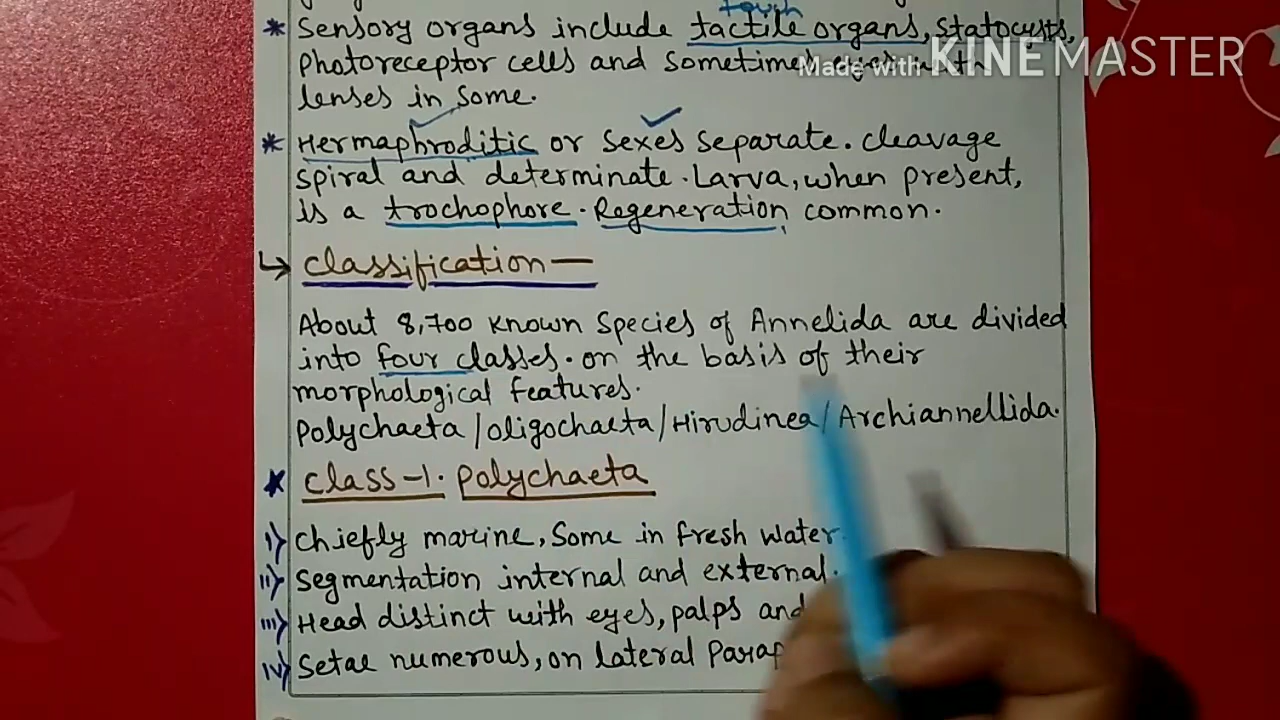 touch
* Sensory organs include tactile organs, statocysts,
Photoreceptor cells and sometimes eyes with
Made with KINEMASTER
lenses in some.
* Hermaphroditic or sexes separate. cleavage
spiral and determinate. Larva, when present,
is a trochophore. Regeneration, common.
↳ classification —
About 8,700 known species of Annelida are divided
into four classes. on the basis of their
morphological features.
Polychaeta / oligochaeta / Hirudinea / Archiannellida.
* class-1. polychaeta
i) chiefly marine, some in fresh water.
ii) segmentation internal and external.
iii) Head distinct with eyes, palps and
iv) Setae numerous, on lateral